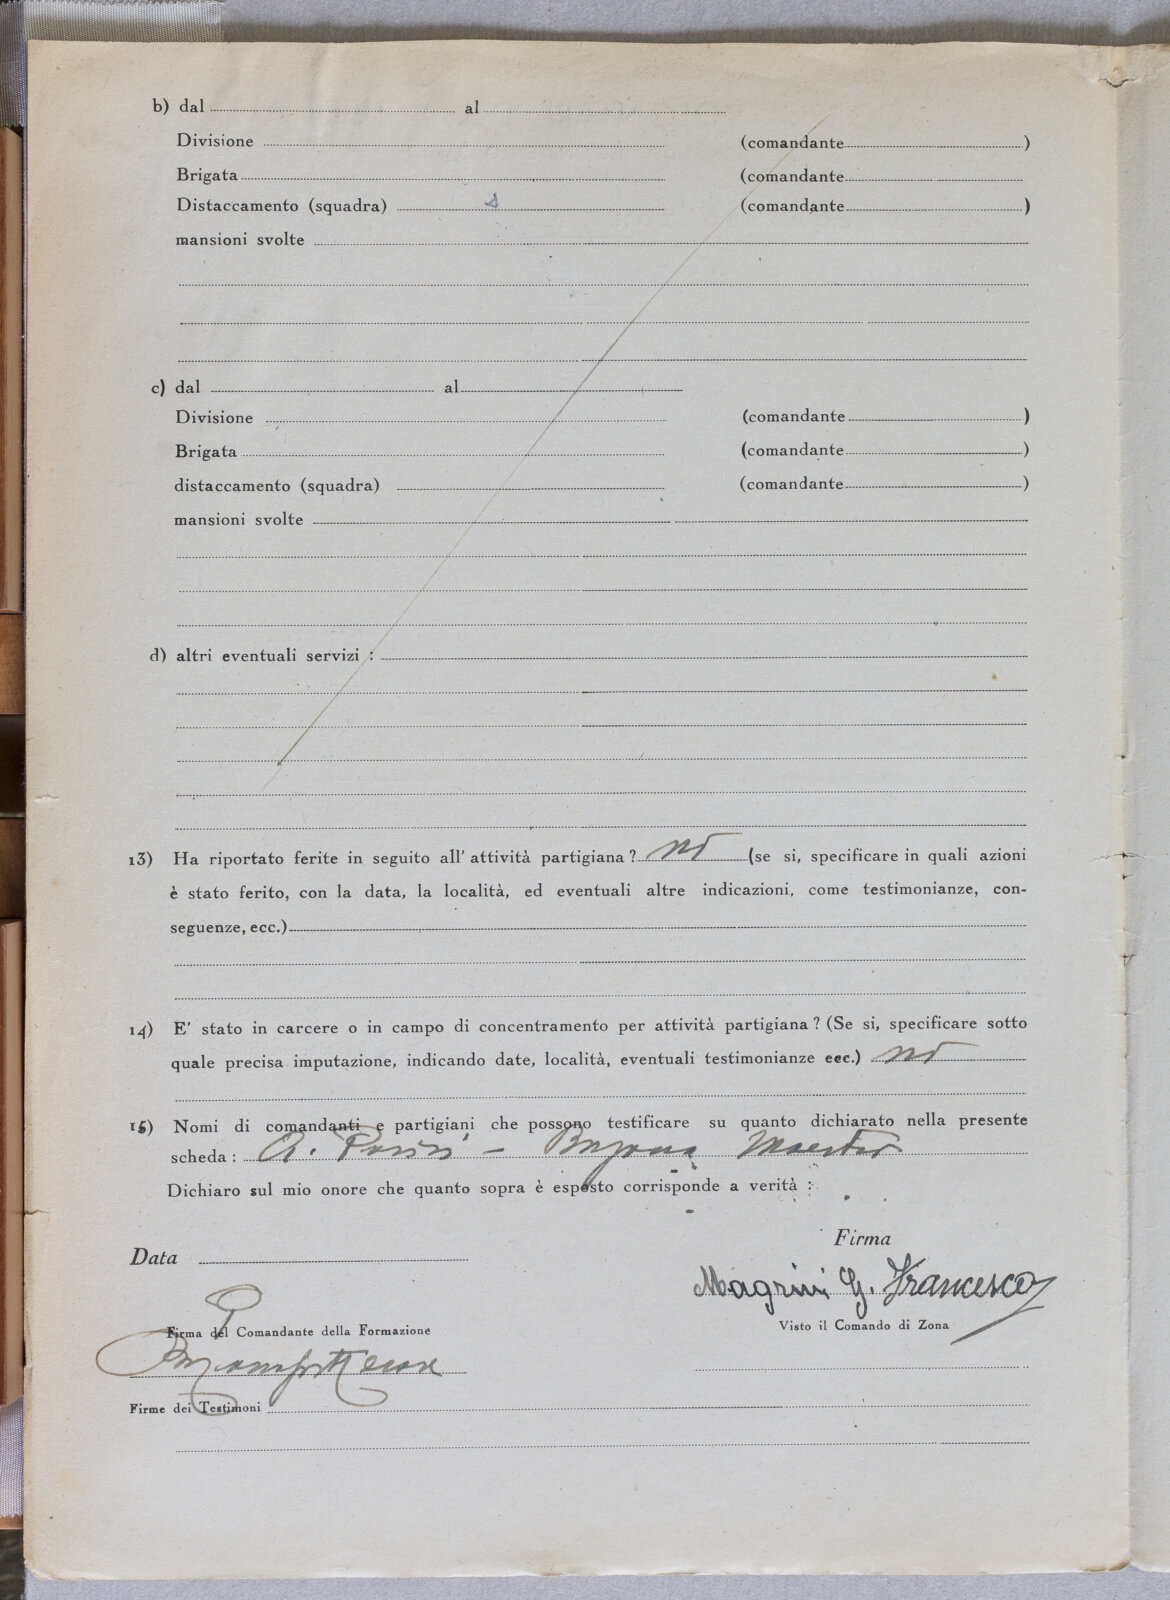 b) dal al
Divisione (comandante )
Brigata (comandante
Distaccamento (squadra) (comandante )
mansioni svolte
c) dal al
Divisione (comandante )
Brigata (comandante )
distaccamento (squadra) (comandante )
mansioni svolte
d) altri eventuali servizi :
13) Ha riportato ferite in seguito all' attività partigiana ? no (se si, specificare in quali azioni
è stato ferito, con la data, la località, ed eventuali altre indicazioni, come testimonianze, con-
seguenze, ecc.)
14) E' stato in carcere o in campo di concentramento per attività partigiana ? (Se si, specificare sotto
quale precisa imputazione, indicando date, località, eventuali testimonianze ecc.) no
15) Nomi di comandanti e partigiani che possono testificare su quanto dichiarato nella presente
scheda :
Dichiaro sul mio onore che quanto sopra è esposto corrisponde a verità :
Data
Firma
Magrini G. Francesco
Firma del Comandante della Formazione
Visto il Comando di Zona
Firme dei Testimoni